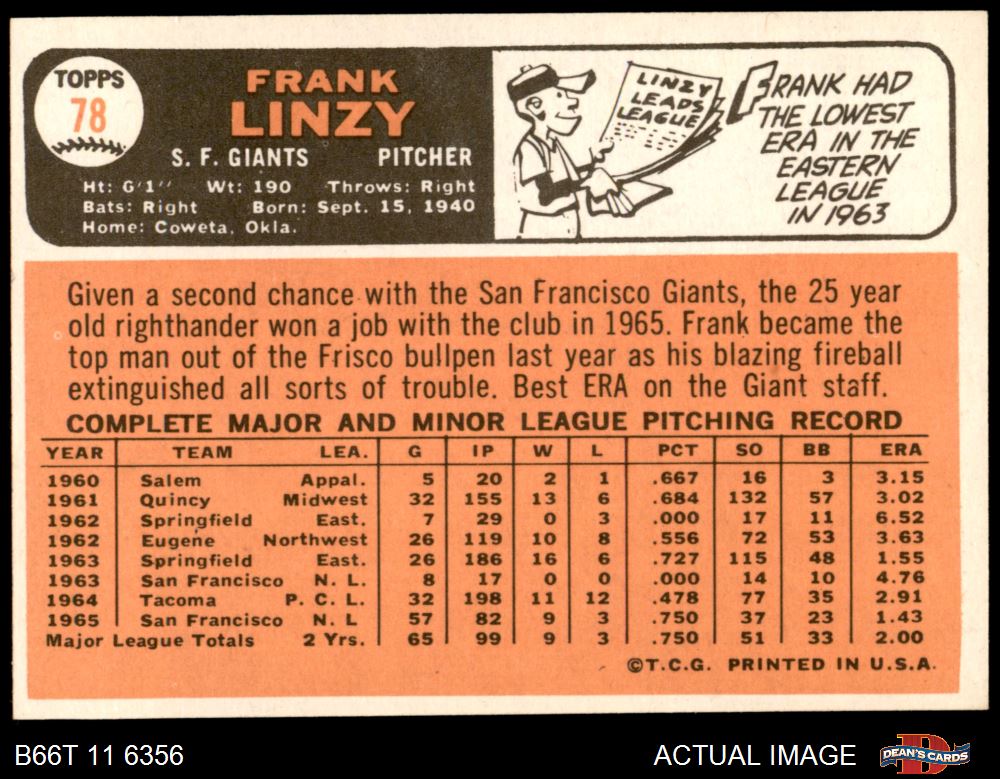 TOPPS
78
FRANK
LINZY
S. F. GIANTS PITCHER
Ht: 6'1" Wt: 190 Throws: Right
Bats: Right Born: Sept. 15, 1940
Home: Coweta, Okla.
LINZY
LEADS
LEAGUE
FRANK HAD
THE LOWEST
ERA IN THE
EASTERN
LEAGUE
IN 1963
Given a second chance with the San Francisco Giants, the 25 year
old righthander won a job with the club in 1965. Frank became the
top man out of the Frisco bullpen last year as his blazing fireball
extinguished all sorts of trouble. Best ERA on the Giant staff.
COMPLETE MAJOR AND MINOR LEAGUE PITCHING RECORD
YEAR TEAM LEA. G IP W L PCT SO BB ERA
1960 Salem Appal. 5 20 2 1 .667 16 3 3.15
1961 Quincy Midwest 32 155 13 6 .684 132 57 3.02
1962 Springfield East. 7 29 0 3 .000 17 11 6.52
1962 Eugene Northwest 26 119 10 8 .556 72 53 3.63
1963 Springfield East. 26 186 16 6 .727 115 48 1.55
1963 San Francisco N. L. 8 17 0 0 .000 14 10 4.76
1964 Tacoma P. C. L. 32 198 11 12 .478 77 35 2.91
1965 San Francisco N. L 57 82 9 3 .750 37 23 1.43
Major League Totals 2 Yrs. 65 99 9 3 .750 51 33 2.00
©T.C.G. PRINTED IN U.S.A.
B66T 11 6356 ACTUAL IMAGE DEAN'S CARDS